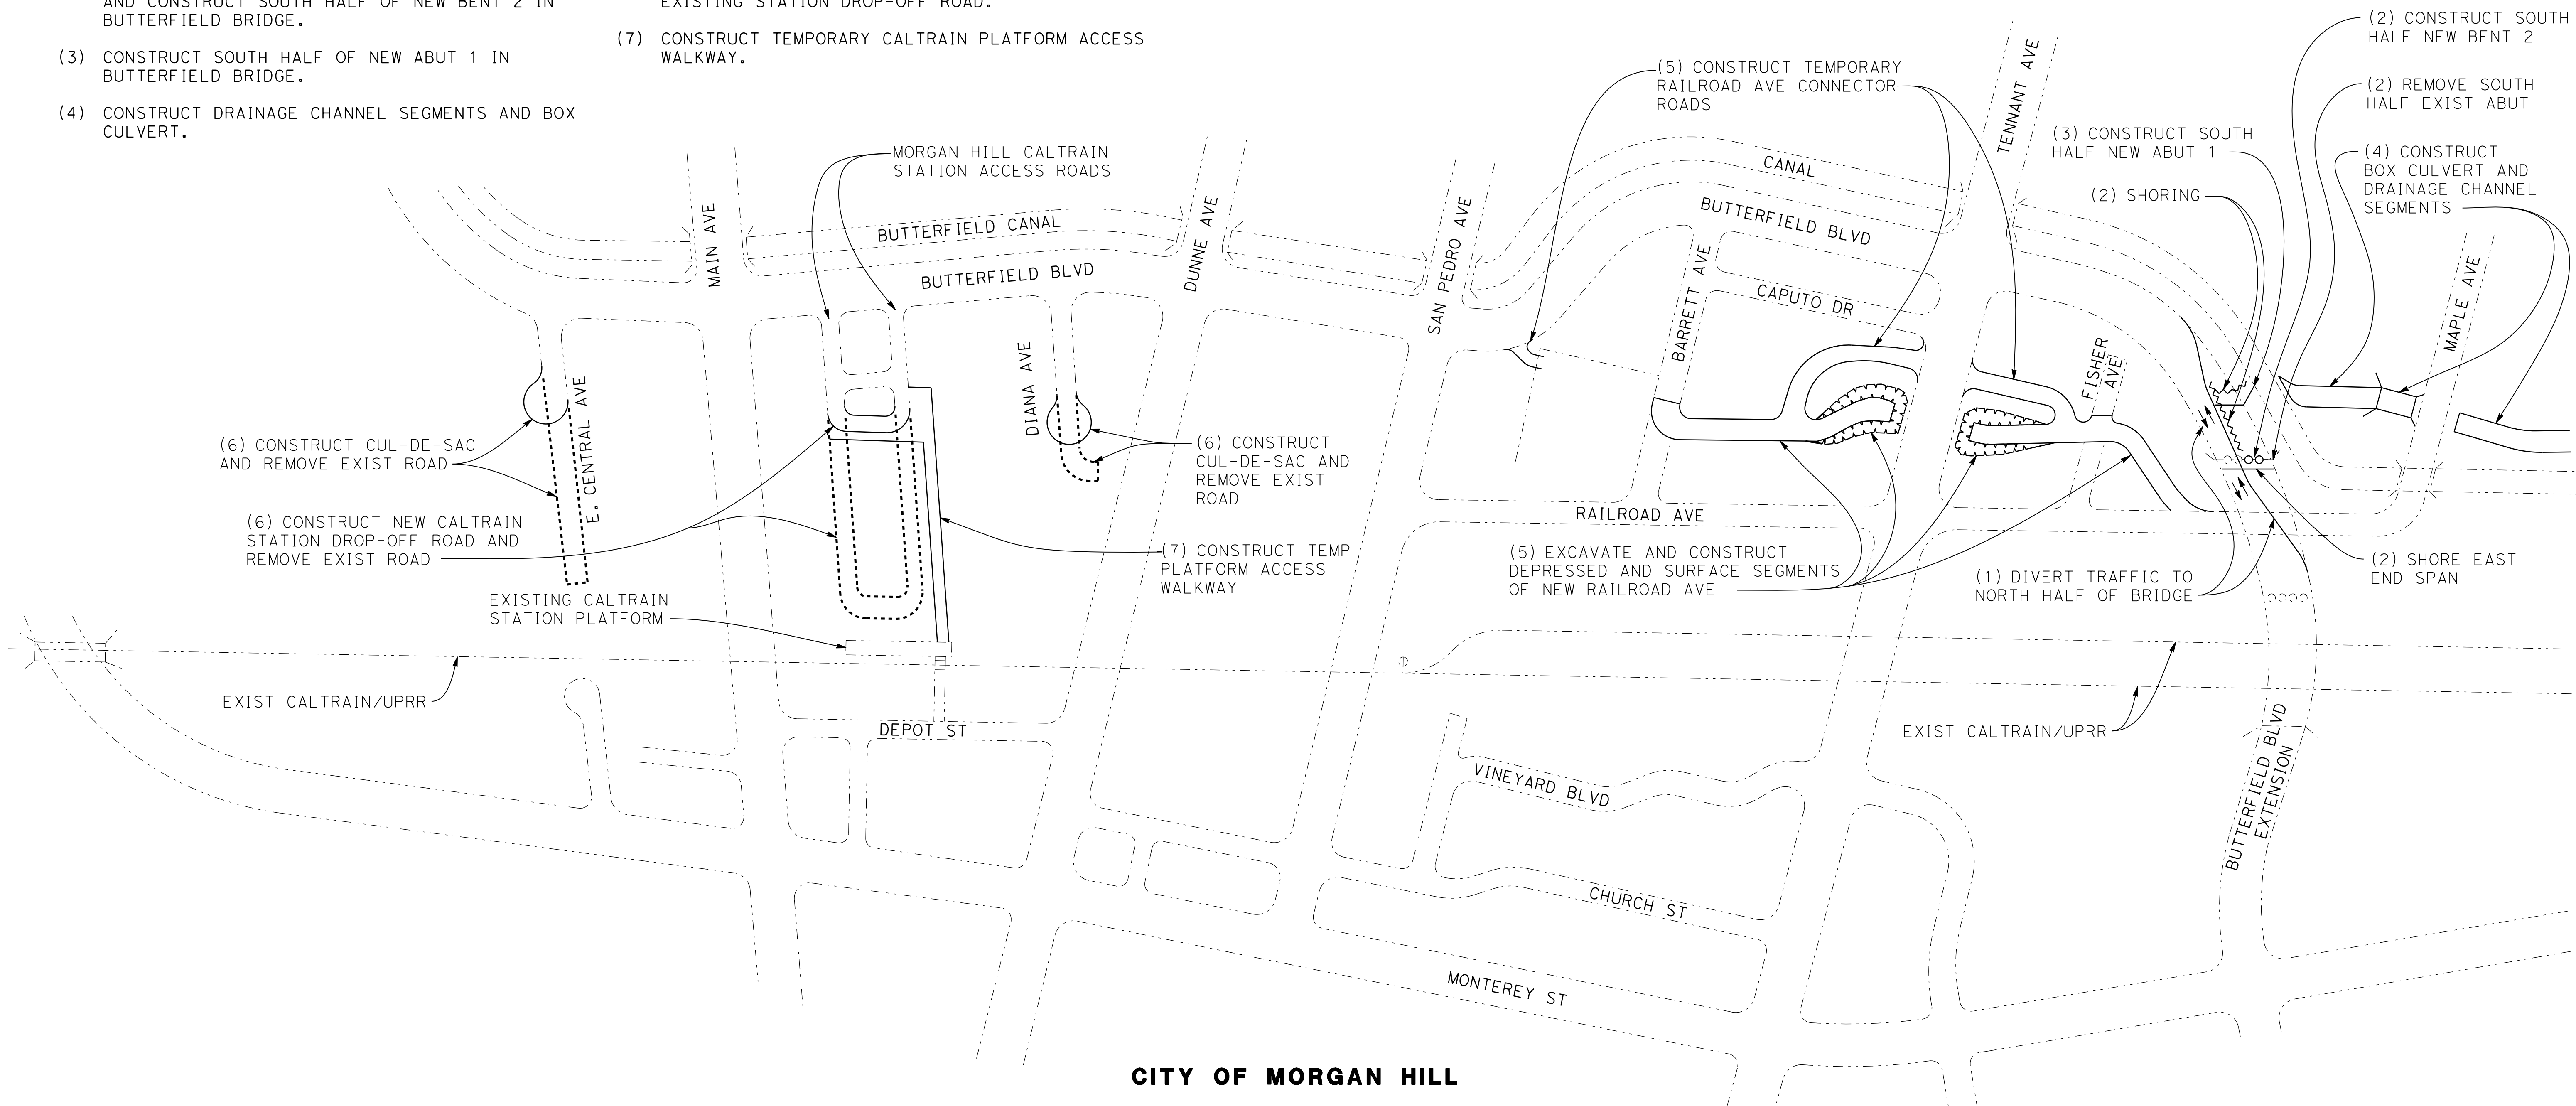 AND CONSTRUCT SOUTH HALF OF NEW BENT 2 IN
BUTTERFIELD BRIDGE.
(3) CONSTRUCT SOUTH HALF OF NEW ABUT 1 IN
BUTTERFIELD BRIDGE.
(4) CONSTRUCT DRAINAGE CHANNEL SEGMENTS AND BOX
CULVERT.
EXISTING STATION DROP-OFF ROAD.
(7) CONSTRUCT TEMPORARY CALTRAIN PLATFORM ACCESS
WALKWAY.
MORGAN HILL CALTRAIN
STATION ACCESS ROADS
(5) CONSTRUCT TEMPORARY
RAILROAD AVE CONNECTOR
ROADS
TENNANT AVE
(2) CONSTRUCT SOUTH
HALF NEW BENT 2
(2) REMOVE SOUTH
HALF EXIST ABUT
(3) CONSTRUCT SOUTH
HALF NEW ABUT 1
(4) CONSTRUCT
BOX CULVERT AND
DRAINAGE CHANNEL
SEGMENTS
(2) SHORING
MAIN AVE
BUTTERFIELD CANAL
BUTTERFIELD BLVD
DUNNE AVE
SAN PEDRO AVE
CANAL
BUTTERFIELD BLVD
BARRETT AVE
CAPUTO DR
FISHER
AVE
MAPLE AVE
E. CENTRAL AVE
DIANA AVE
(6) CONSTRUCT CUL-DE-SAC
AND REMOVE EXIST ROAD
(6) CONSTRUCT
CUL-DE-SAC AND
REMOVE EXIST
ROAD
(6) CONSTRUCT NEW CALTRAIN
STATION DROP-OFF ROAD AND
REMOVE EXIST ROAD
(7) CONSTRUCT TEMP
PLATFORM ACCESS
WALKWAY
RAILROAD AVE
(5) EXCAVATE AND CONSTRUCT
DEPRESSED AND SURFACE SEGMENTS
OF NEW RAILROAD AVE
(1) DIVERT TRAFFIC TO
NORTH HALF OF BRIDGE
(2) SHORE EAST
END SPAN
EXISTING CALTRAIN
STATION PLATFORM
EXIST CALTRAIN/UPRR
DEPOT ST
EXIST CALTRAIN/UPRR
VINEYARD BLVD
BUTTERFIELD BLVD
EXTENSION
CHURCH ST
MONTEREY ST
CITY OF MORGAN HILL